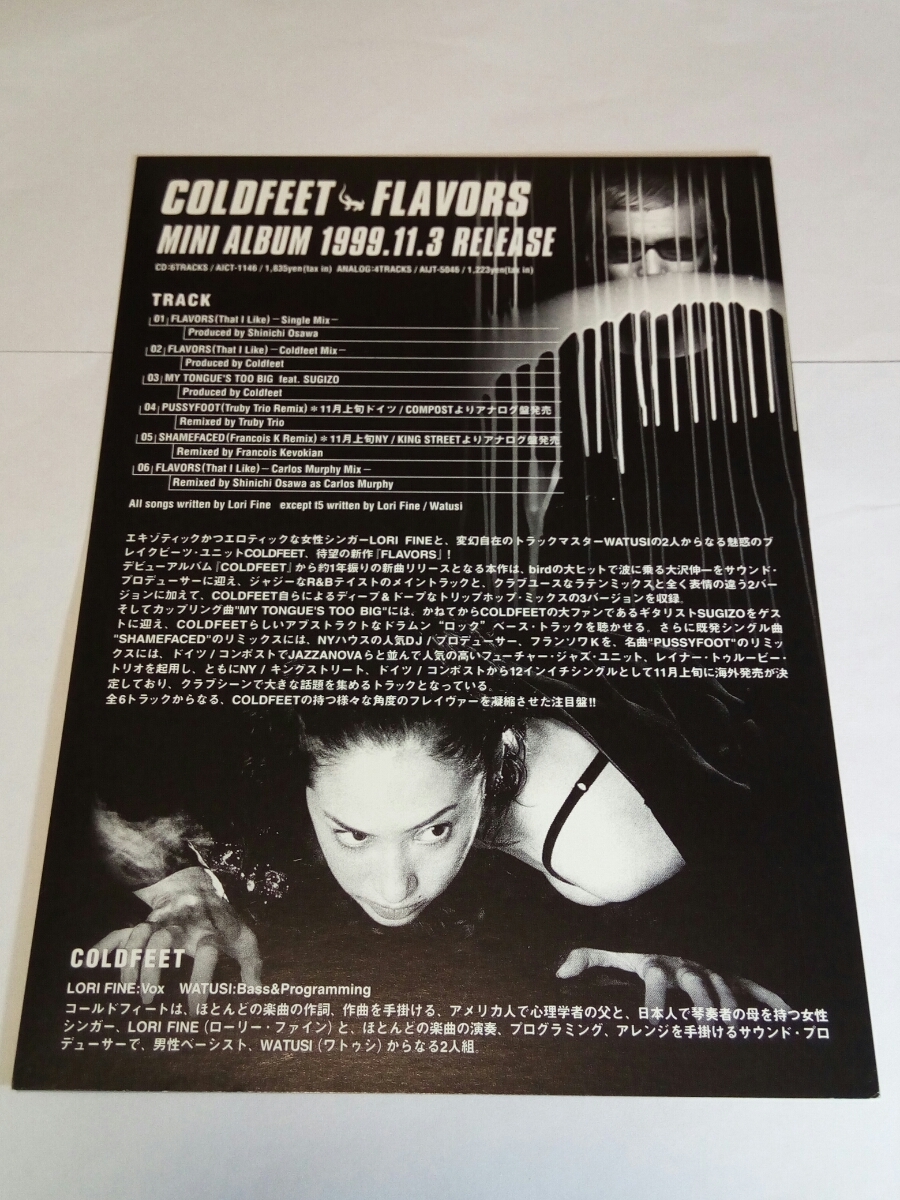 COLDFEET FLAVORS
MINI ALBUM 1999.11.3 RELEASE
CD:6TRACKS / AICT-1146 / 1,835yen(tax in) ANALOG:4TRACKS / AIJT-5046 / 1,223yen(tax in)
TRACK
01 FLAVORS(That I Like)－Single Mix－
Produced by Shinichi Osawa
02 FLAVORS(That I Like)－Coldfeet Mix－
Produced by Coldfeet
03 MY TONGUE'S TOO BIG feat. SUGIZO
Produced by Coldfeet
04 PUSSYFOOT(Truby Trio Remix)＊11月上旬ドイツ / COMPOSTよりアナログ盤発売
Remixed by Truby Trio
05 SHAMEFACED(Francois K Remix)＊11月上旬NY / KING STREETよりアナログ盤発売
Remixed by Francois Kevokian
06 FLAVORS(That I Like)－Carlos Murphy Mix－
Remixed by Shinichi Osawa as Carlos Murphy
All songs written by Lori Fine except t5 written by Lori Fine / Watusi
エキゾティックかつエロティックな女性シンガーLORI FINEと、変幻自在のトラックマスターWATUSIの2人からなる魅惑のブ
レイクビーツ・ユニットCOLDFEET、待望の新作『FLAVORS』！
デビューアルバム『COLDFEET』から約1年振りの新曲リリースとなる本作は、birdの大ヒットで波に乗る大沢伸一をサウンド・
プロデューサーに迎え、ジャジーなR&Bテイストのメイントラックと、クラブユースなラテンミックスと全く表情の違う2バー
ジョンに加えて、COLDFEET自らによるディープ＆ドープなトリップホップ・ミックスの3バージョンを収録。
そしてカップリング曲"MY TONGUE'S TOO BIG"には、かねてからCOLDFEETの大ファンであるギタリストSUGIZOをゲス
トに迎え、COLDFEETらしいアブストラクトなドラムン"ロック"ベース・トラックを聴かせる。さらに既発シングル曲
"SHAMEFACED"のリミックスには、NYハウスの人気DJ / プロデューサー、フランソワKを、名曲"PUSSYFOOT"のリミッ
クスには、ドイツ / コンポストでJAZZANOVAらと並んで人気の高いフューチャー・ジャズ・ユニット、レイナー・トゥルービー・
トリオを起用し、ともにNY / キングストリート、ドイツ / コンポストから12インイチシングルとして11月上旬に海外発売が決
定しており、クラブシーンで大きな話題を集めるトラックとなっている。
全6トラックからなる、COLDFEETの持つ様々な角度のフレイヴァーを凝縮させた注目盤!!
COLDFEET
LORI FINE:Vox WATUSI:Bass&Programming
コールドフィートは、ほとんどの楽曲の作詞、作曲を手掛ける、アメリカ人で心理学者の父と、日本人で琴奏者の母を持つ女性
シンガー、LORI FINE（ローリー・ファイン）と、ほとんどの楽曲の演奏、プログラミング、アレンジを手掛けるサウンド・プロ
デューサーで、男性ベーシスト、WATUSI（ワトゥシ）からなる2人組。